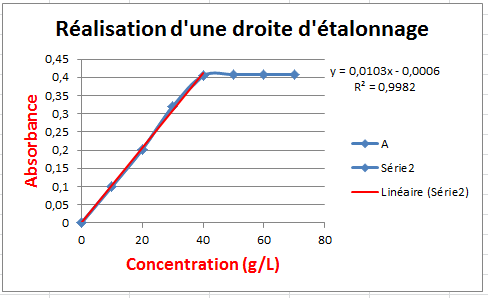 Réalisation d'une droite d'étalonnage
y = 0,0103x - 0,0006
R² = 0,9982
0,45
0,4
0,35
0,3
0,25
0,2
0,15
0,1
0,05
0
Absorbance
0
20
40
60
80
Concentration (g/L)
A
Série2
Linéaire (Série2)